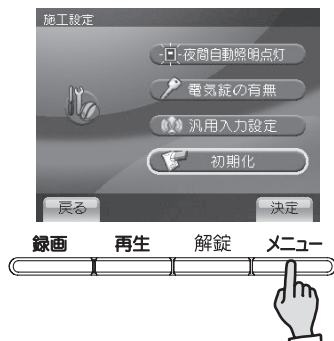 施工設定
夜間自動照明点灯
電気錠の有無
汎用入力設定
初期化
戻る 決定
録画 再生 解錠 メニュー